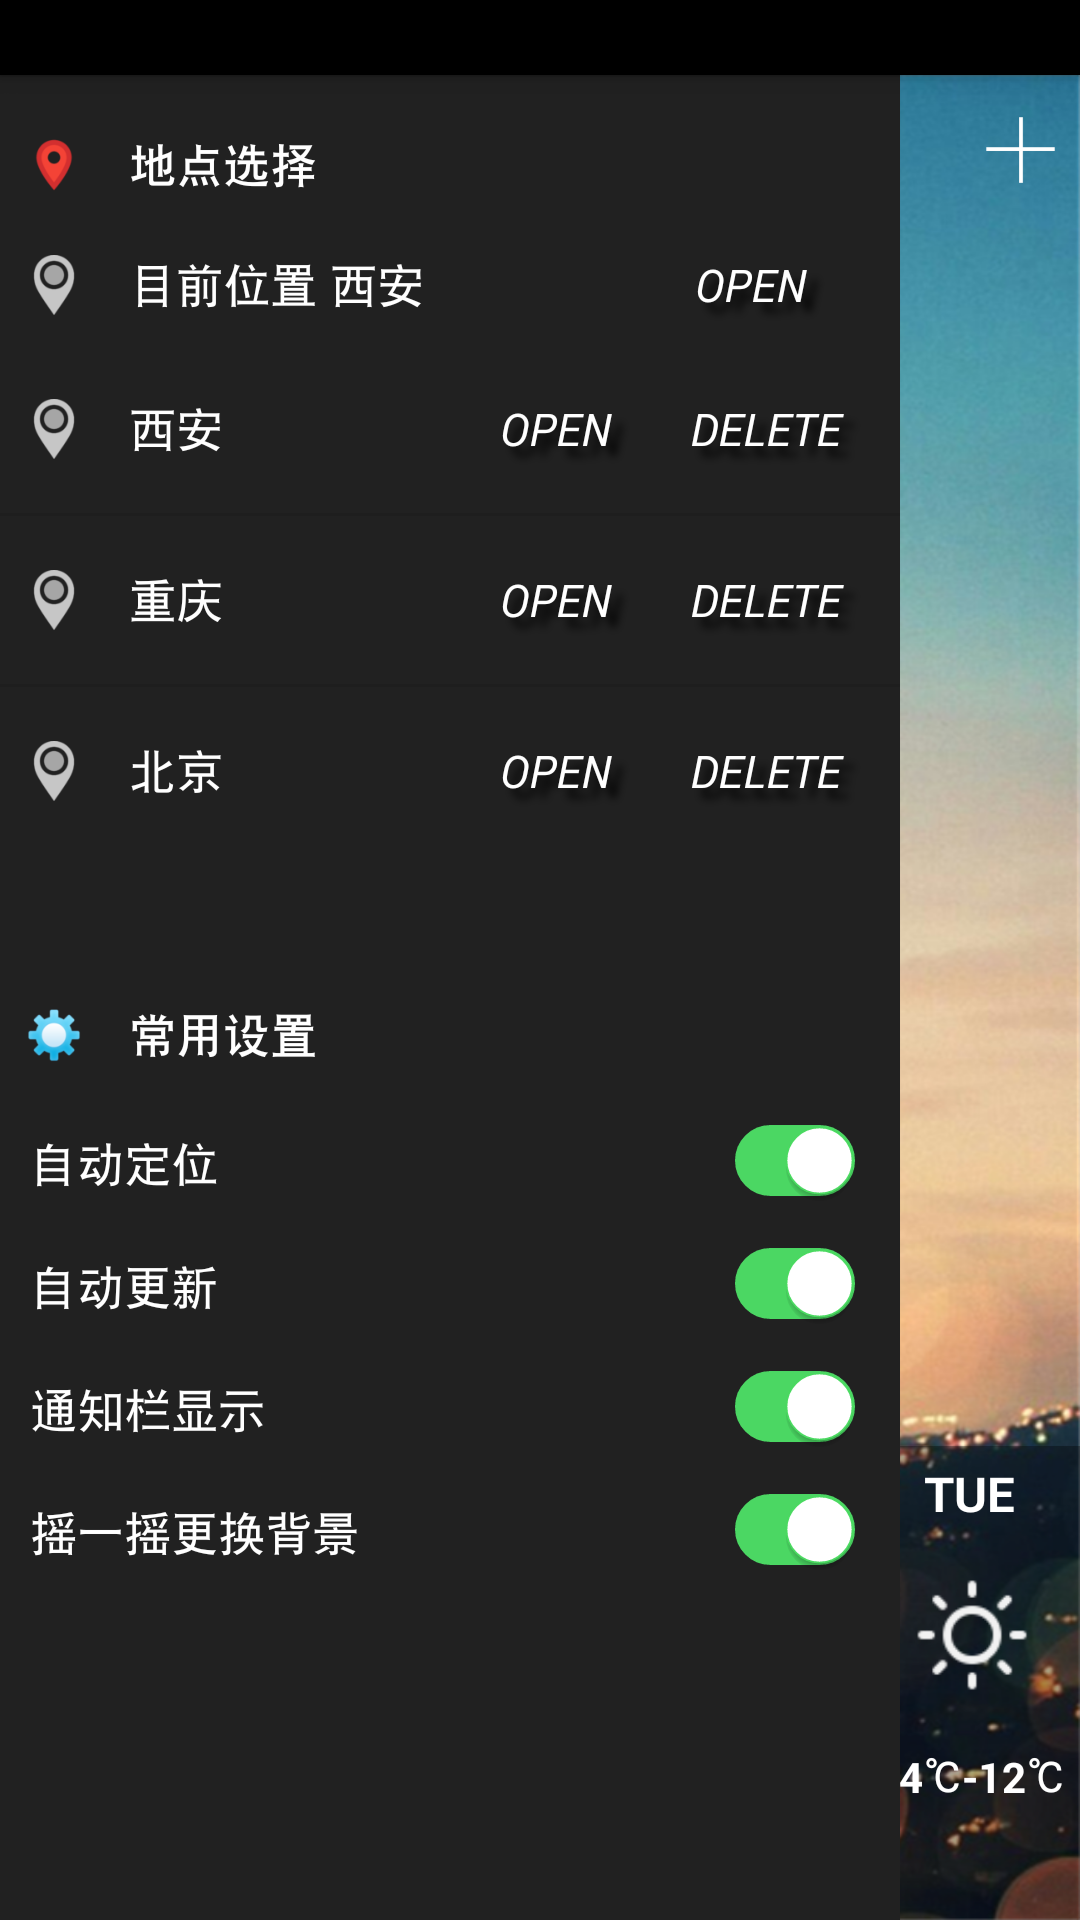 地点选择
目前位置 西安 OPEN
西安 OPEN DELETE
重庆 OPEN DELETE
北京 OPEN DELETE
常用设置
自动定位
自动更新
通知栏显示
摇一摇更换背景
TUE
4℃-12℃